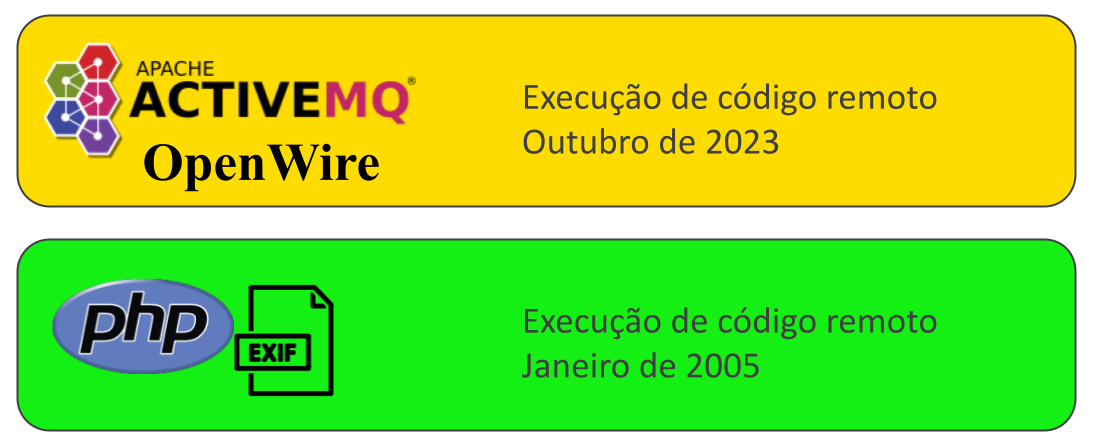 APACHE
ACTIVEMQ®
OpenWire
Execução de código remoto
Outubro de 2023
php
EXIF
Execução de código remoto
Janeiro de 2005